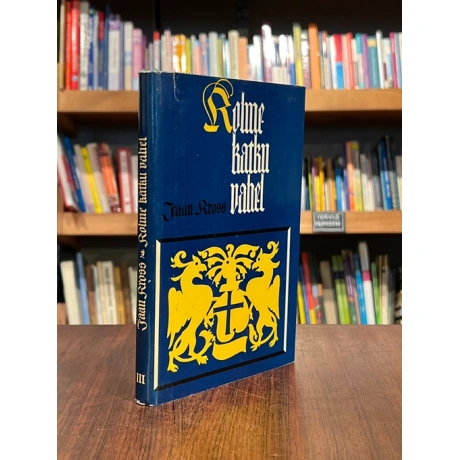 Kolme
katku
vahel
Jaan Kross
Jaan Kross Kolme katku vahel
III